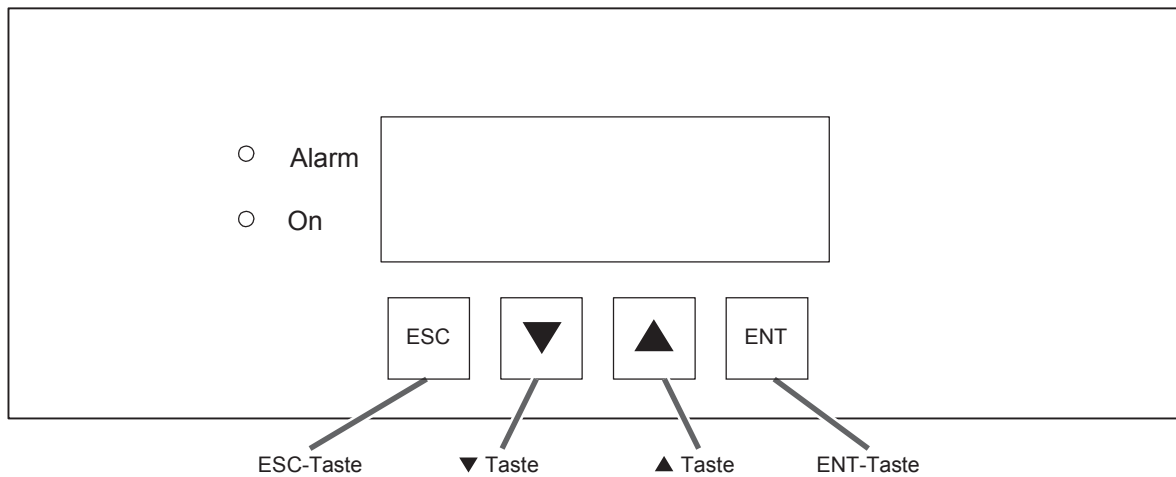 Alarm
On
ESC ▼ ▲ ENT
ESC-Taste ▼ Taste ▲ Taste ENT-Taste